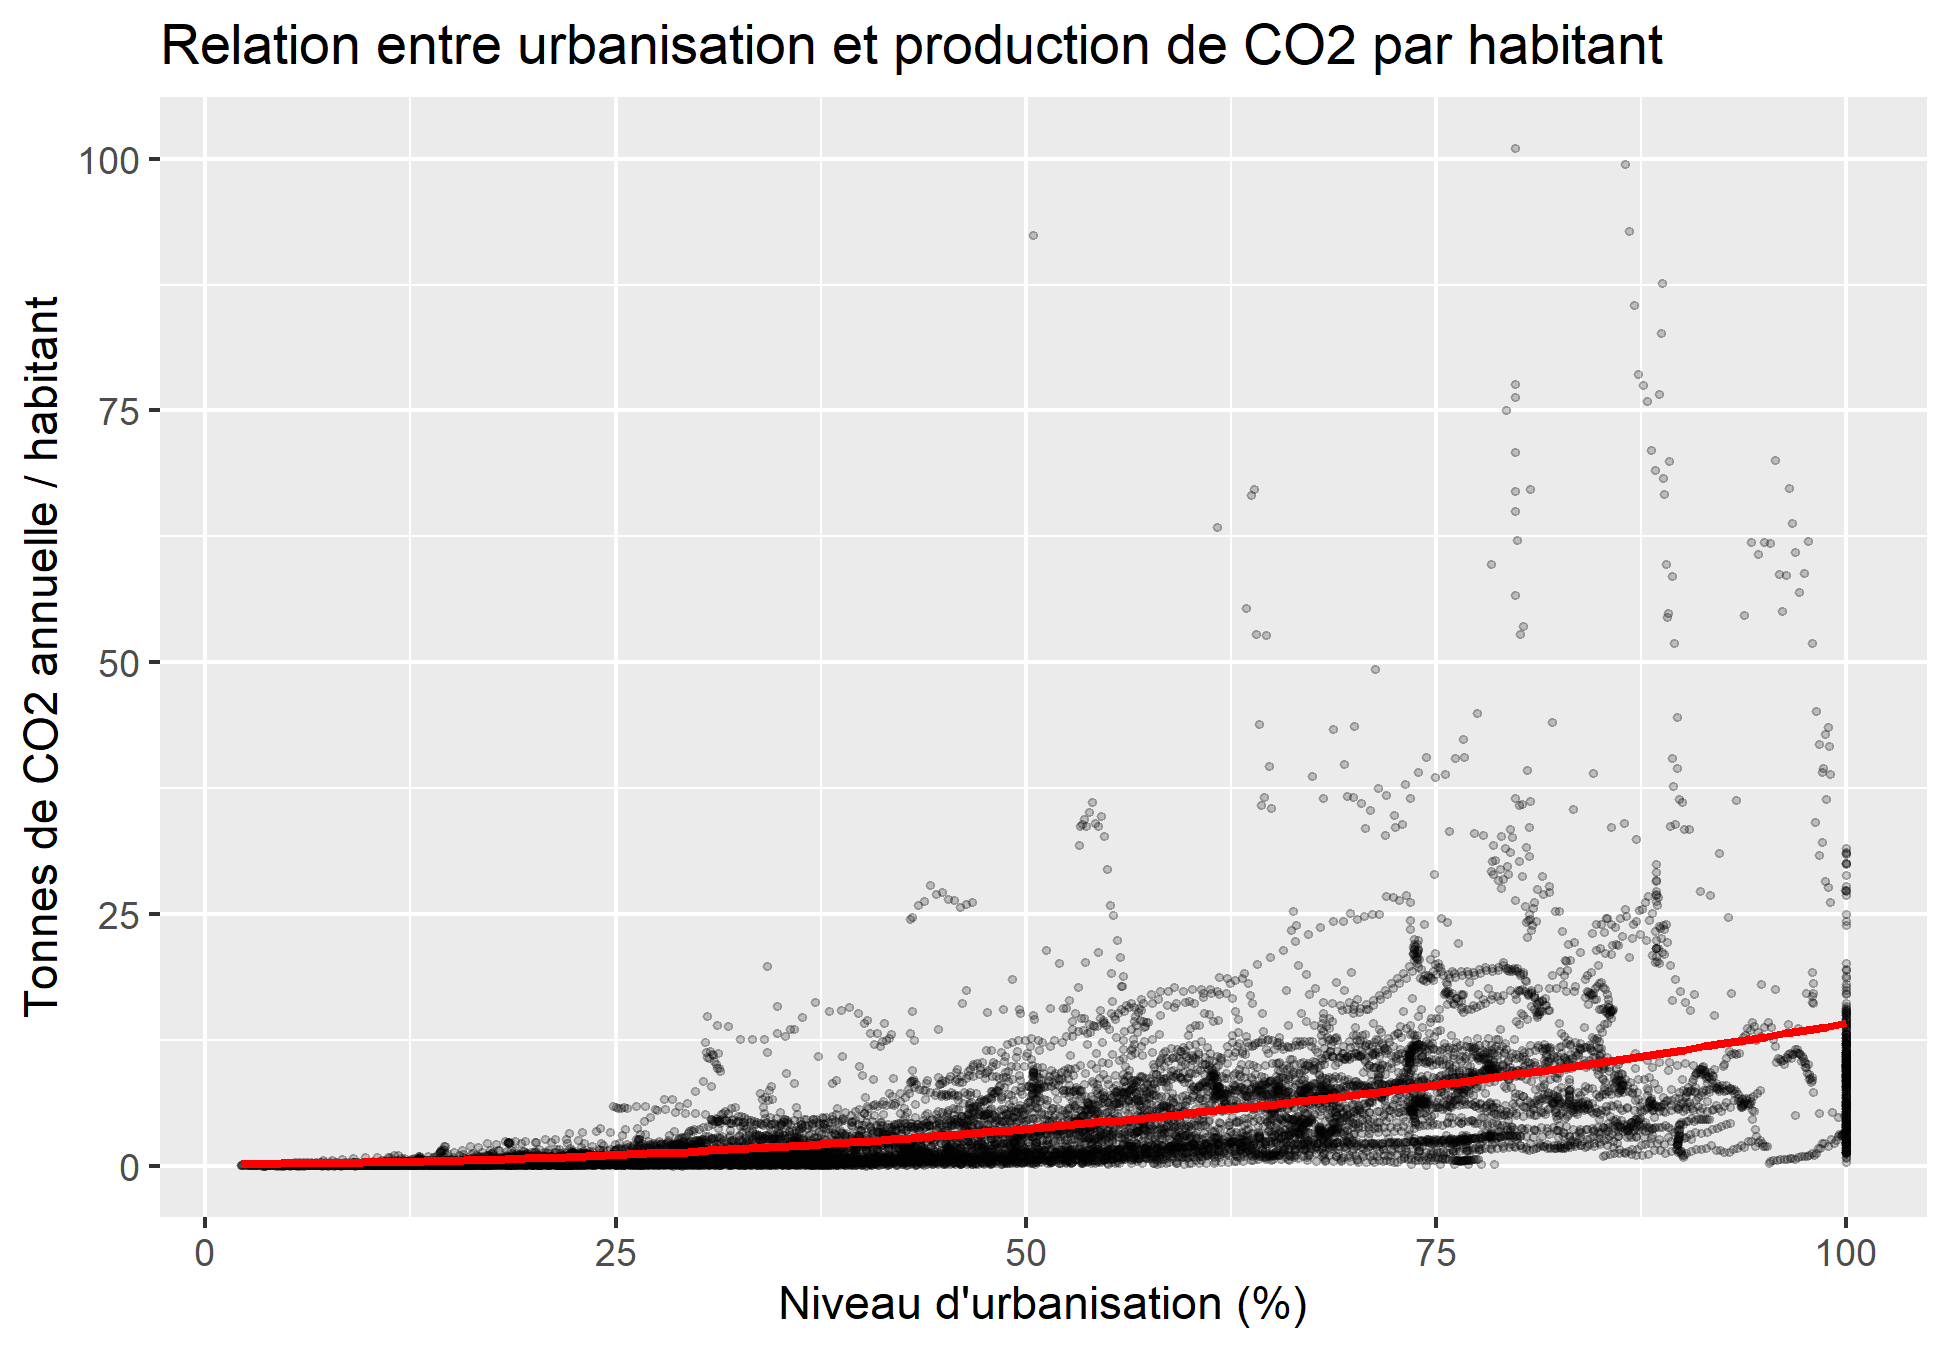 Relation entre urbanisation et production de CO2 par habitant
Tonnes de CO2 annuelle / habitant
100
75
50
25
0
0 25 50 75 100
Niveau d'urbanisation (%)